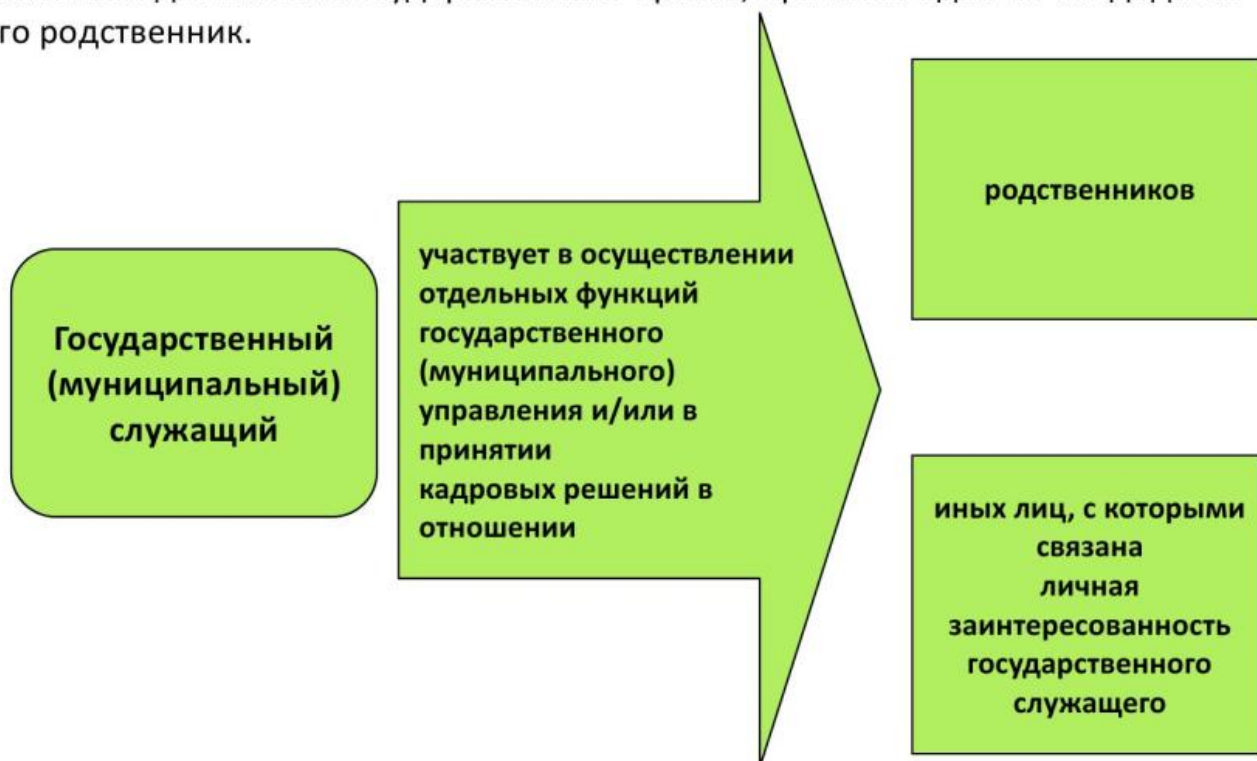 го родственник.
Государственный
(муниципальный)
служащий
участвует в осуществлении
отдельных функций
государственного
(муниципального)
управления и/или в
принятии
кадровых решений в
отношении
родственников
иных лиц, с которыми
связана
личная
заинтересованность
государственного
служащего